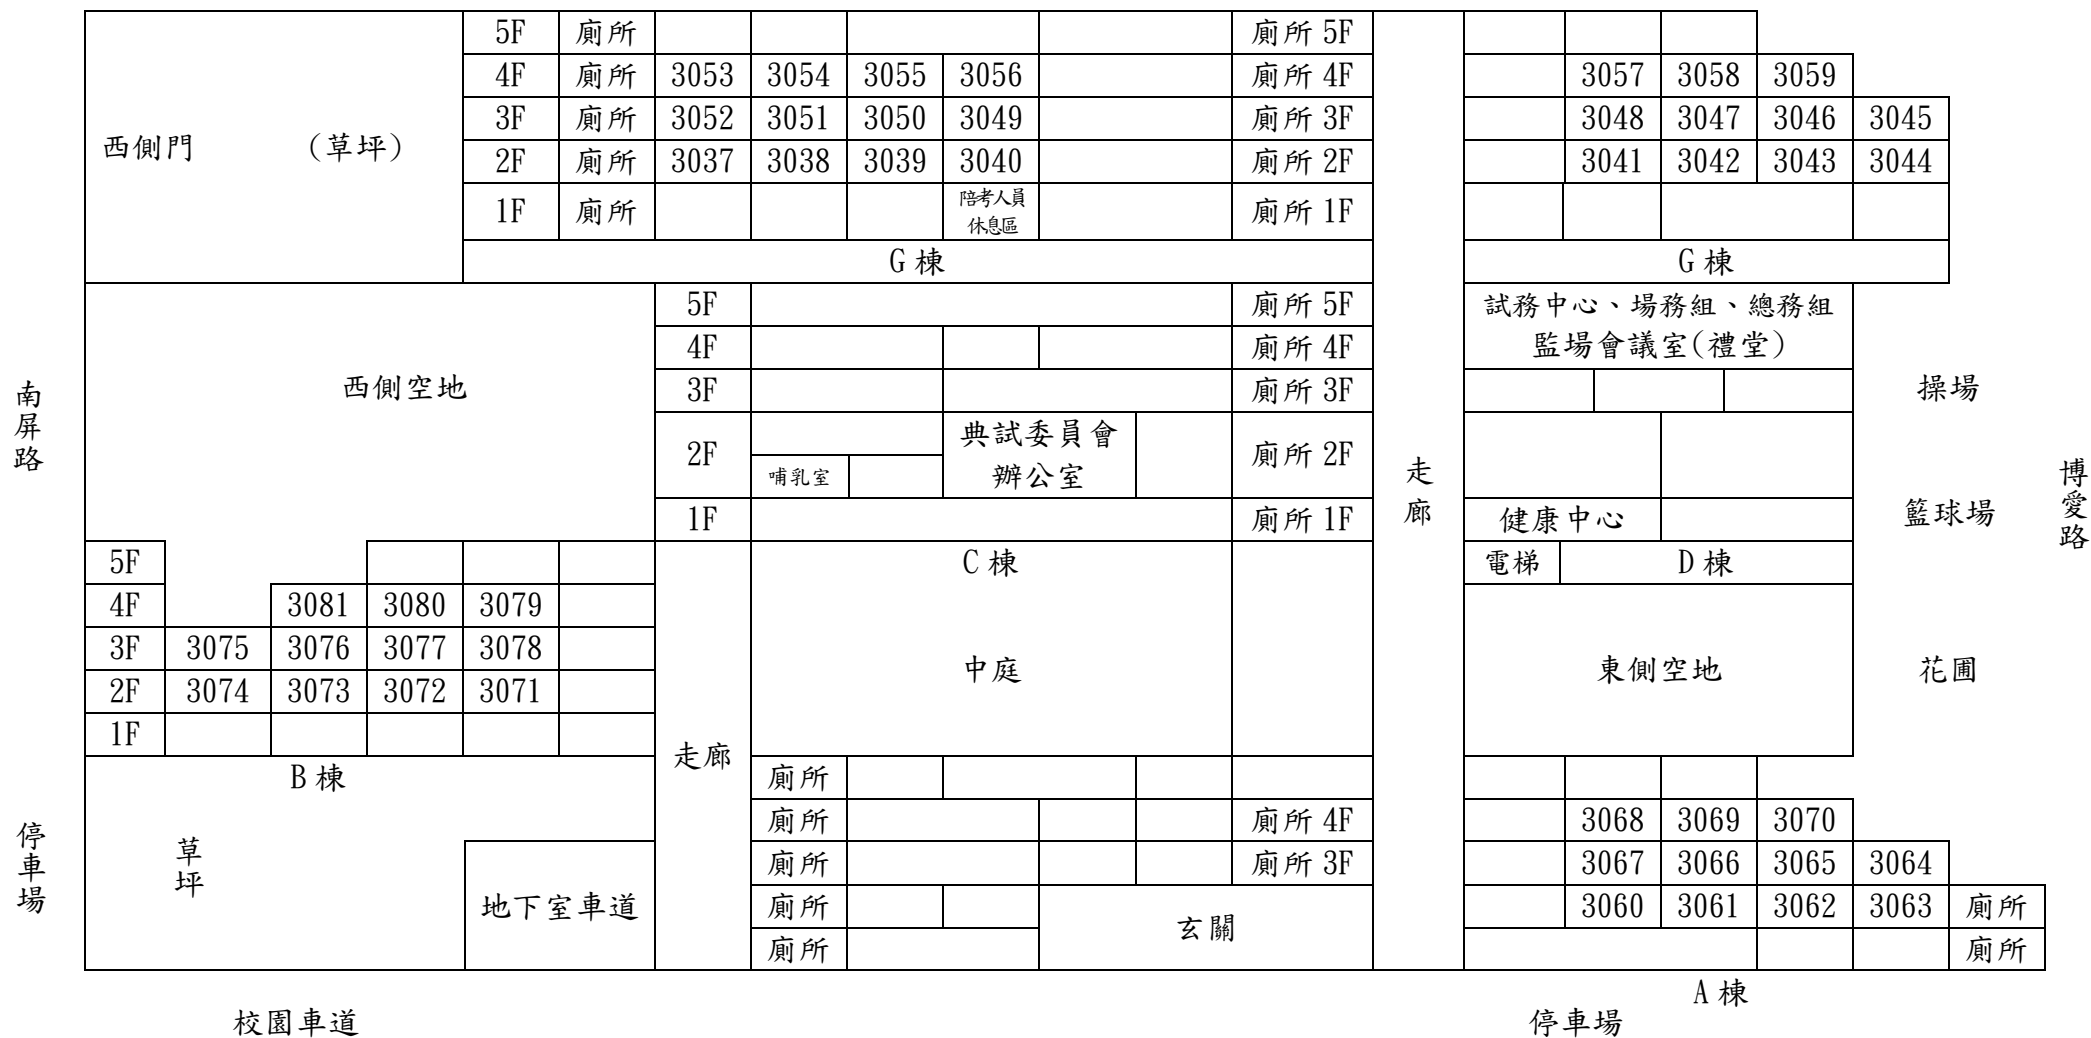 5F 廁所 廁所 5F
4F 廁所 3053 3054 3055 3056 廁所 4F 3057 3058 3059
西側門 (草坪) 3F 廁所 3052 3051 3050 3049 廁所 3F 3048 3047 3046 3045
2F 廁所 3037 3038 3039 3040 廁所 2F 3041 3042 3043 3044
1F 廁所 陪考人員 廁所 1F
休息區
G 棟 G 棟
5F 廁所 5F 試務中心、場務組、總務組
4F 廁所 4F 監場會議室(禮堂)
南屏路 西側空地 3F 廁所 3F 操場
2F 典試委員會 廁所 2F
哺乳室 辦公室
走廊
博愛路
1F 廁所 1F 健康中心 籃球場
5F C 棟 電梯 D 棟
4F 3081 3080 3079
3F 3075 3076 3077 3078
中庭 東側空地 花圃
2F 3074 3073 3072 3071
1F
走廊
B 棟 廁所
停車場 草坪 廁所 廁所 4F 3068 3069 3070
廁所 廁所 3F 3067 3066 3065 3064
地下室車道 廁所 3060 3061 3062 3063 廁所
玄關
廁所 廁所
A 棟
校園車道 停車場